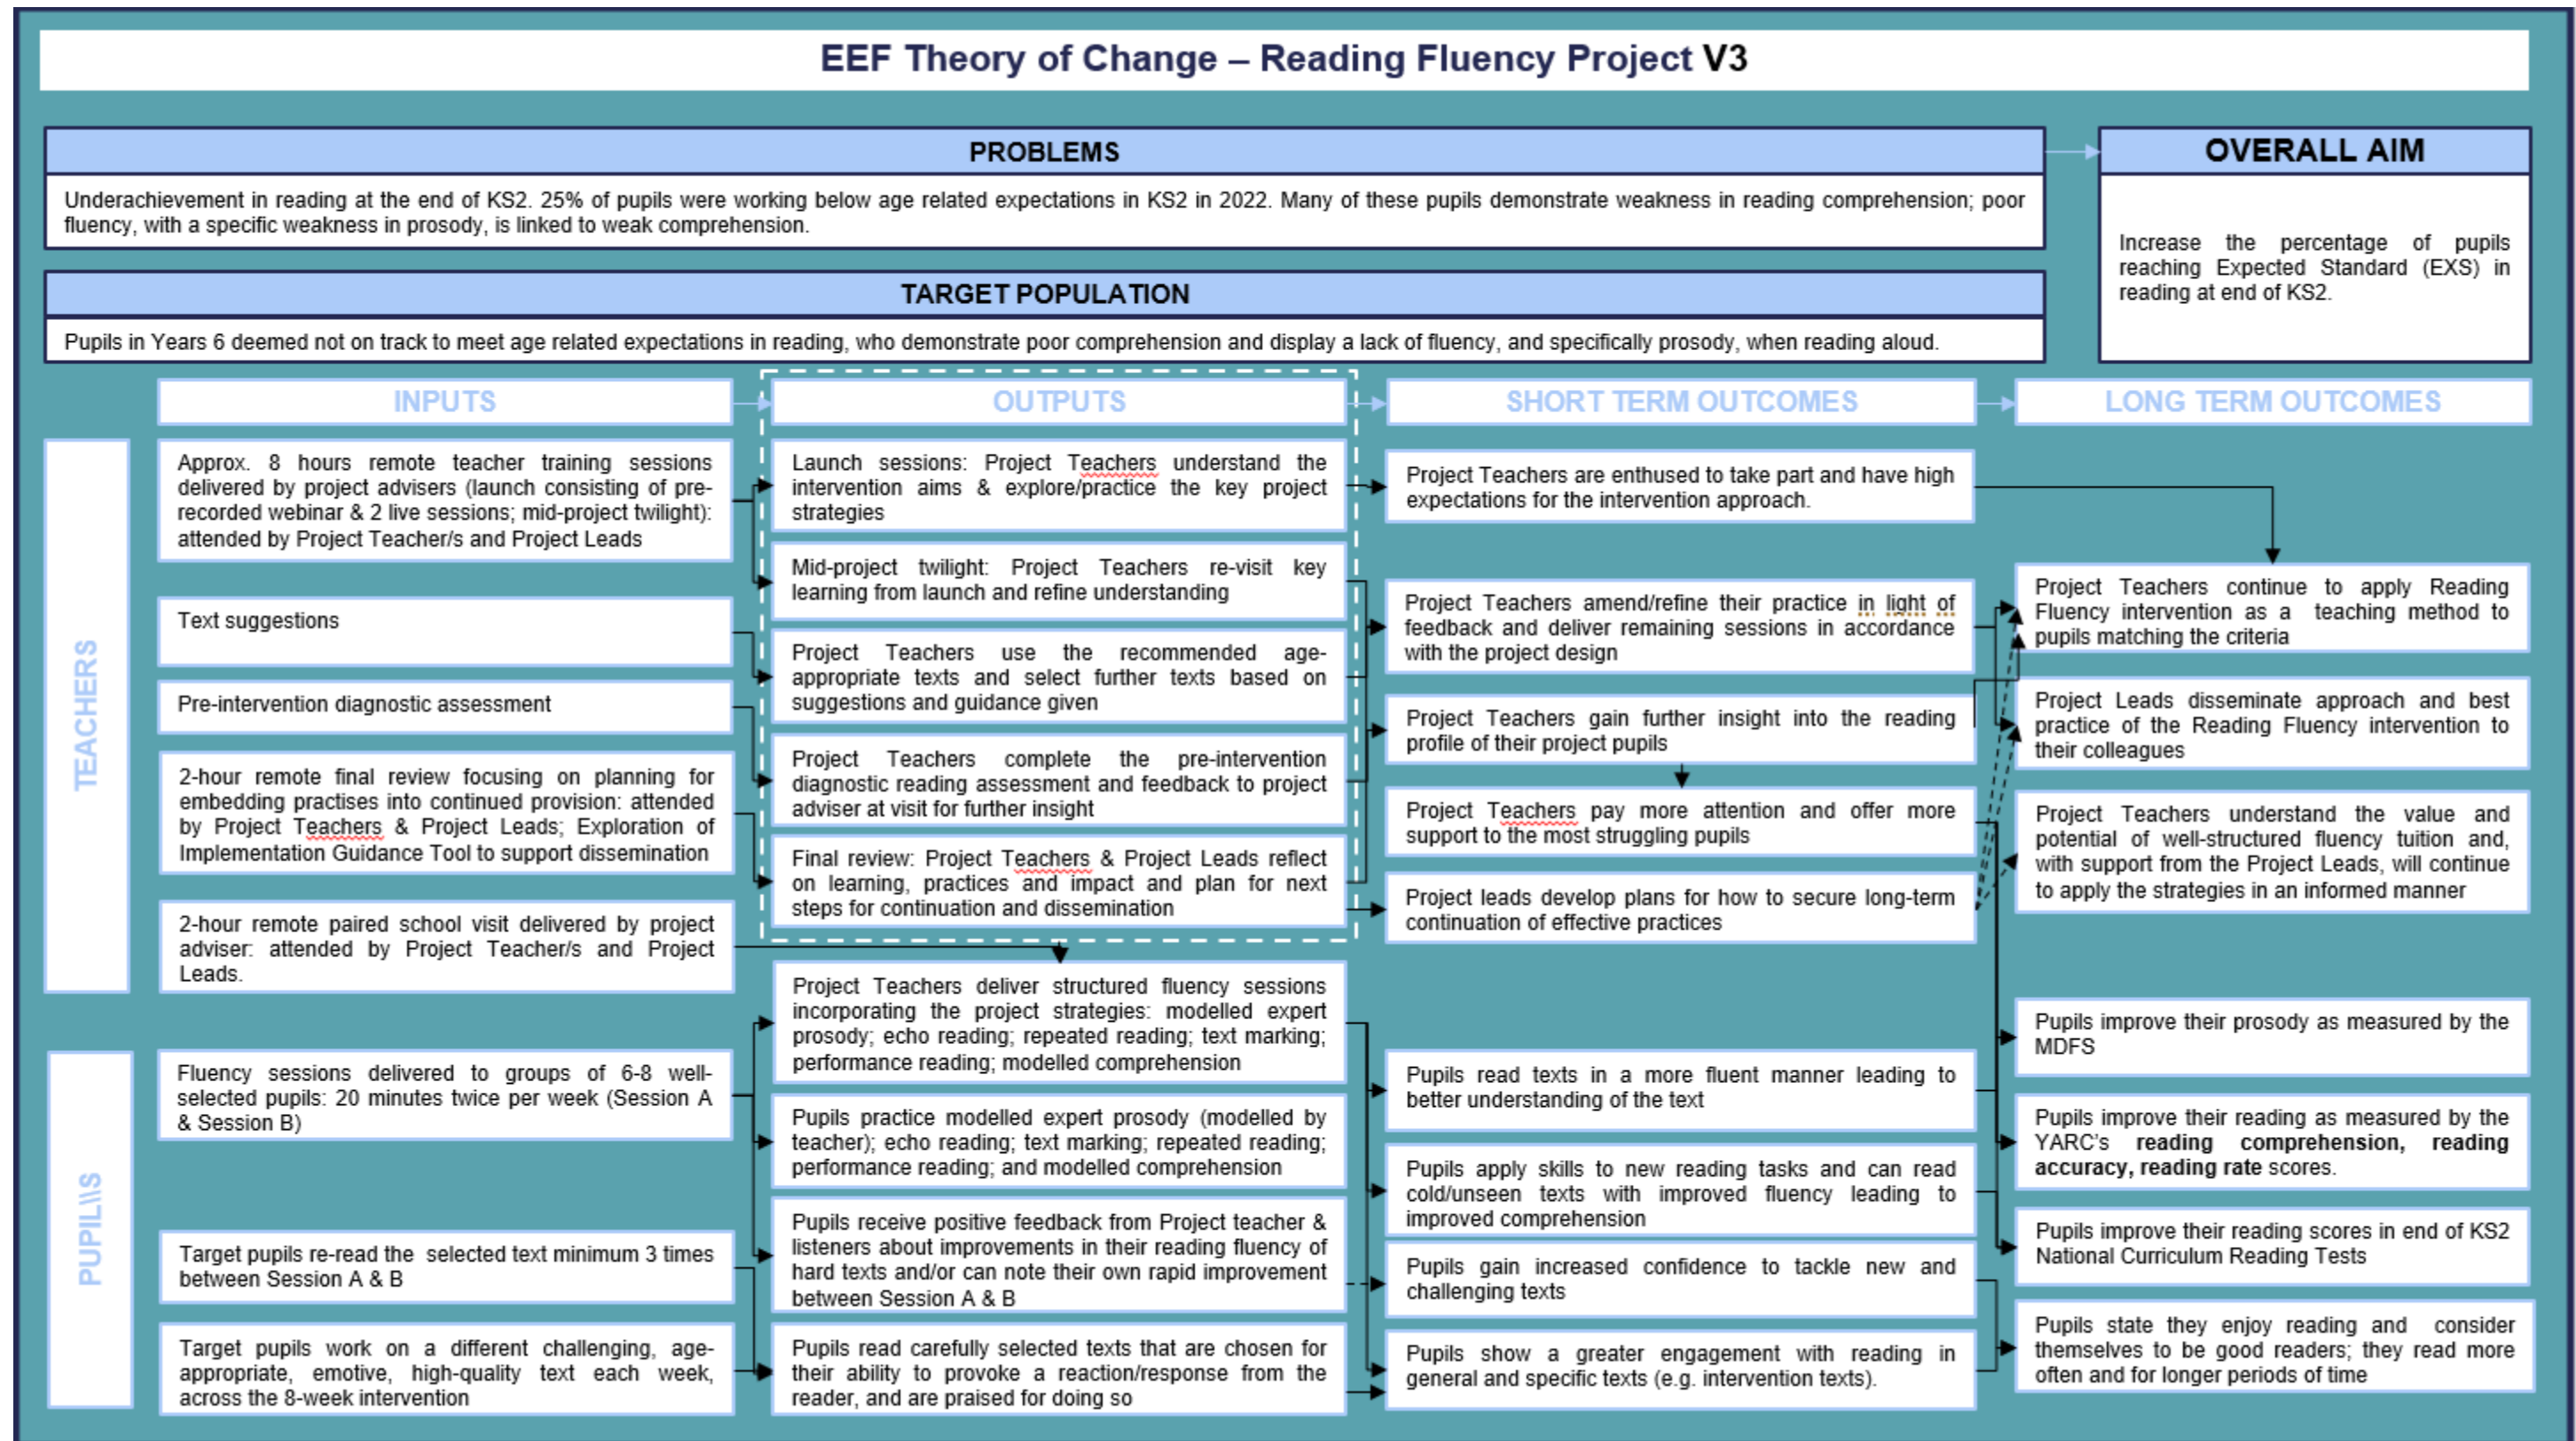 EEF Theory of Change – Reading Fluency Project V3
PROBLEMS
Underachievement in reading at the end of KS2. 25% of pupils were working below age related expectations in KS2 in 2022. Many of these pupils demonstrate weakness in reading comprehension; poor
fluency, with a specific weakness in prosody, is linked to weak comprehension.
OVERALL AIM
Increase the percentage of pupils
reaching Expected Standard (EXS) in
reading at end of KS2.
TARGET POPULATION
Pupils in Years 6 deemed not on track to meet age related expectations in reading, who demonstrate poor comprehension and display a lack of fluency, and specifically prosody, when reading aloud.
INPUTS
OUTPUTS
SHORT TERM OUTCOMES
LONG TERM OUTCOMES
TEACHERS
Approx. 8 hours remote teacher training sessions
delivered by project advisers (launch consisting of pre-
recorded webinar & 2 live sessions; mid-project twilight):
attended by Project Teacher/s and Project Leads
Text suggestions
Pre-intervention diagnostic assessment
2-hour remote final review focusing on planning for
embedding practises into continued provision: attended
by Project Teachers & Project Leads; Exploration of
Implementation Guidance Tool to support dissemination
2-hour remote paired school visit delivered by project
adviser: attended by Project Teacher/s and Project
Leads.
Launch sessions: Project Teachers understand the
intervention aims & explore/practice the key project
strategies
Mid-project twilight: Project Teachers re-visit key
learning from launch and refine understanding
Project Teachers use the recommended age-
appropriate texts and select further texts based on
suggestions and guidance given
Project Teachers complete the pre-intervention
diagnostic reading assessment and feedback to project
adviser at visit for further insight
Final review: Project Teachers & Project Leads reflect
on learning, practices and impact and plan for next
steps for continuation and dissemination
Project Teachers are enthused to take part and have high
expectations for the intervention approach.
Project Teachers amend/refine their practice in light of
feedback and deliver remaining sessions in accordance
with the project design
Project Teachers gain further insight into the reading
profile of their project pupils
Project Teachers pay more attention and offer more
support to the most struggling pupils
Project leads develop plans for how to secure long-term
continuation of effective practices
Project Teachers continue to apply Reading
Fluency intervention as a teaching method to
pupils matching the criteria
Project Leads disseminate approach and best
practice of the Reading Fluency intervention to
their colleagues
Project Teachers understand the value and
potential of well-structured fluency tuition and,
with support from the Project Leads, will continue
to apply the strategies in an informed manner
PUPIL\\S
Fluency sessions delivered to groups of 6-8 well-
selected pupils: 20 minutes twice per week (Session A
& Session B)
Target pupils re-read the selected text minimum 3 times
between Session A & B
Target pupils work on a different challenging, age-
appropriate, emotive, high-quality text each week,
across the 8-week intervention
Project Teachers deliver structured fluency sessions
incorporating the project strategies: modelled expert
prosody; echo reading; repeated reading; text marking;
performance reading; modelled comprehension
Pupils practice modelled expert prosody (modelled by
teacher); echo reading; text marking; repeated reading;
performance reading; and modelled comprehension
Pupils receive positive feedback from Project teacher &
listeners about improvements in their reading fluency of
hard texts and/or can note their own rapid improvement
between Session A & B
Pupils read carefully selected texts that are chosen for
their ability to provoke a reaction/response from the
reader, and are praised for doing so
Pupils read texts in a more fluent manner leading to
better understanding of the text
Pupils apply skills to new reading tasks and can read
cold/unseen texts with improved fluency leading to
improved comprehension
Pupils gain increased confidence to tackle new and
challenging texts
Pupils show a greater engagement with reading in
general and specific texts (e.g. intervention texts).
Pupils improve their prosody as measured by the
MDFS
Pupils improve their reading as measured by the
YARC's reading comprehension, reading
accuracy, reading rate scores.
Pupils improve their reading scores in end of KS2
National Curriculum Reading Tests
Pupils state they enjoy reading and consider
themselves to be good readers; they read more
often and for longer periods of time